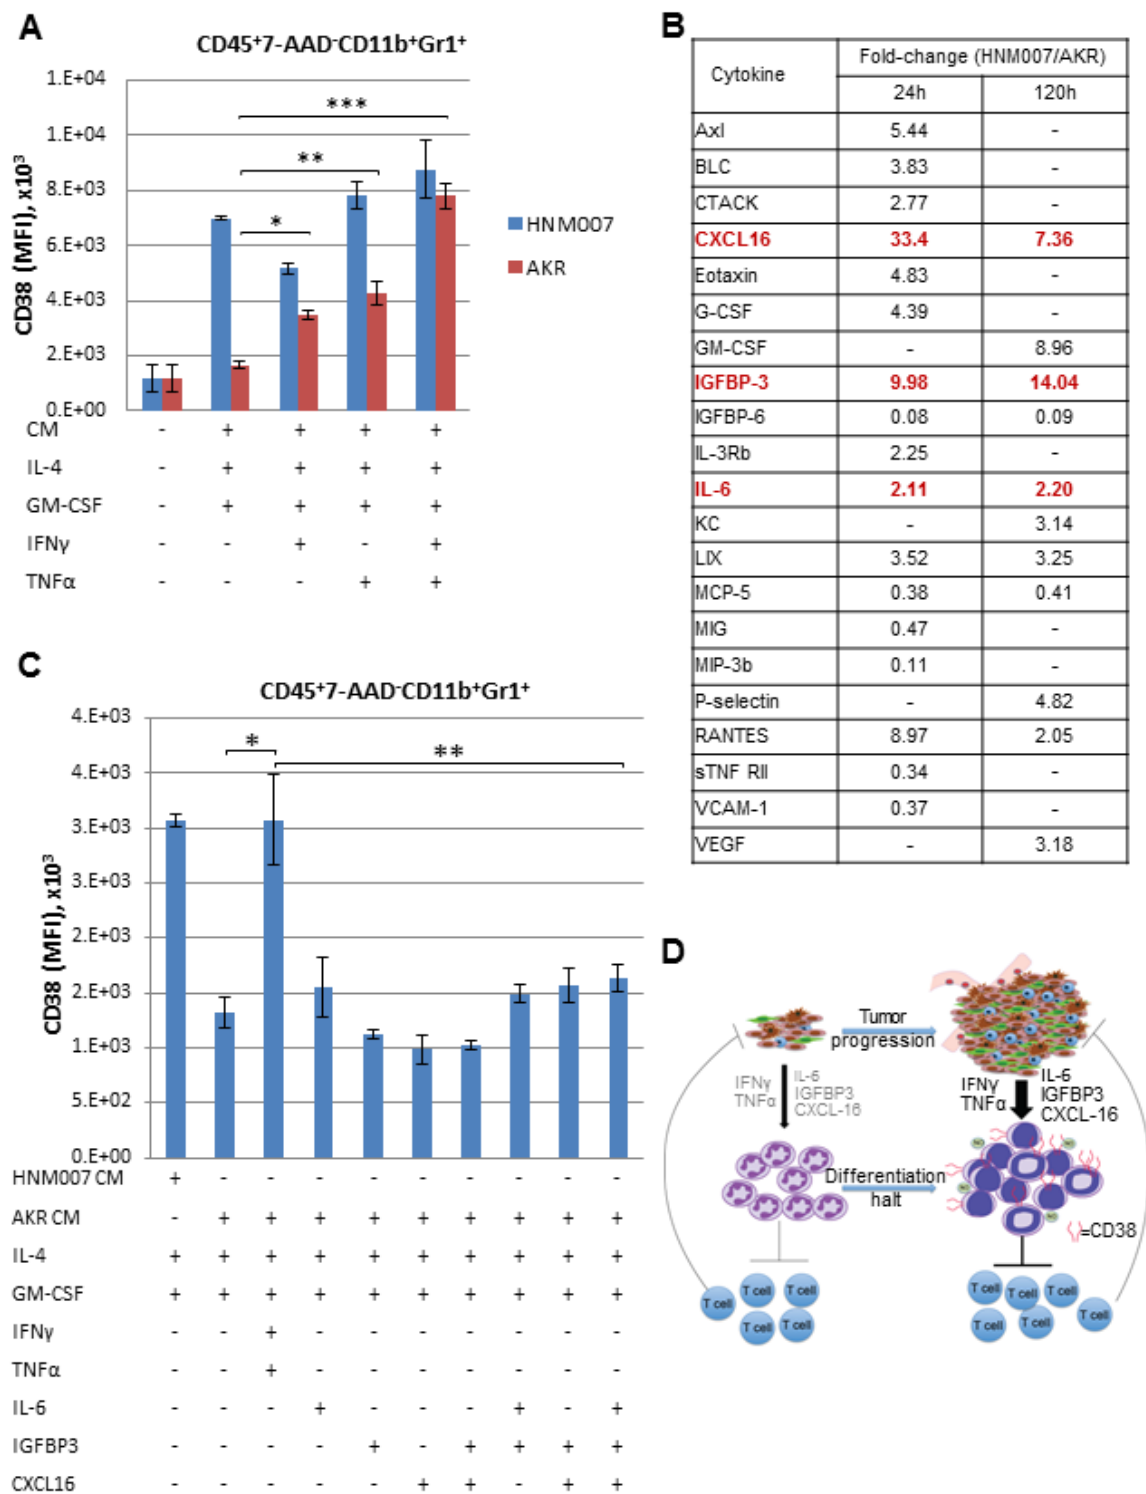 A
CD45⁺7-AAD⁻CD11b⁺Gr1⁺
CD38 (MFI), x10³
1.E+04
1.E+04
8.E+03
6.E+03
4.E+03
2.E+03
0.E+00
***
**
*
HNM007
AKR
CM - + + + +
IL-4 - + + + +
GM-CSF - + + + +
IFNγ - - + - +
TNFα - - - + +
B
Cytokine Fold-change (HNM007/AKR)
24h 120h
Axl 5.44 -
BLC 3.83 -
CTACK 2.77 -
CXCL16 33.4 7.36
Eotaxin 4.83 -
G-CSF 4.39 -
GM-CSF - 8.96
IGFBP-3 9.98 14.04
IGFBP-6 0.08 0.09
IL-3Rb 2.25 -
IL-6 2.11 2.20
KC - 3.14
LIX 3.52 3.25
MCP-5 0.38 0.41
MIG 0.47 -
MIP-3b 0.11 -
P-selectin - 4.82
RANTES 8.97 2.05
sTNF RII 0.34 -
VCAM-1 0.37 -
VEGF - 3.18
C
CD45⁺7-AAD⁻CD11b⁺Gr1⁺
CD38 (MFI), x10³
4.E+03
4.E+03
3.E+03
3.E+03
2.E+03
2.E+03
1.E+03
5.E+02
0.E+00
*
**
HNM007 CM + - - - - - - - - -
AKR CM - + + + + + + + + +
IL-4 + + + + + + + + + +
GM-CSF + + + + + + + + + +
IFNγ - - + - - - - - - -
TNFα - - + - - - - - - -
IL-6 - - - + - - - + - +
IGFBP3 - - - - + - + + + +
CXCL16 - - - - - + + - + +
D
Tumor
progression
IFNγ
TNFα
IL-6
IGFBP3
CXCL-16
IFNγ
TNFα
IL-6
IGFBP3
CXCL-16
Differentiation
halt
=CD38
T cell
T cell
T cell
T cell
T cell
T cell
T cell
T cell
T cell
T cell
T cell